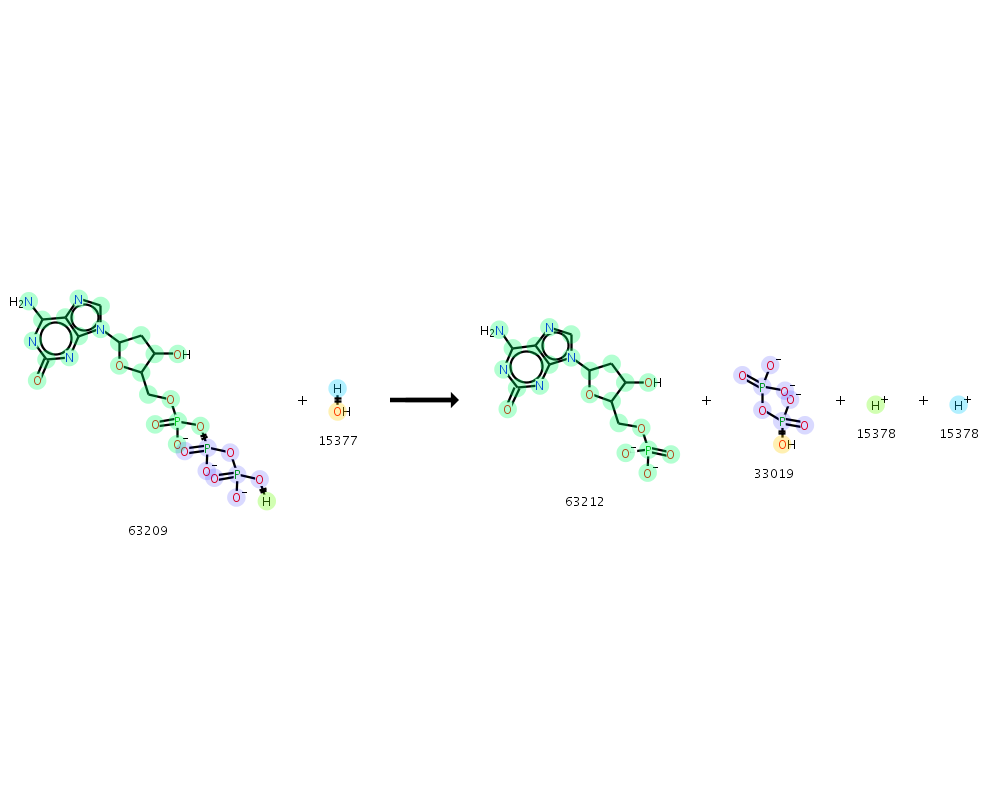 H₂N N N N N O O OH O O P O⁻ O O P O⁻ O O P O⁻ O H
63209
+
H OH
15377
H₂N N N N N O O OH O O⁻ P O O⁻
63212
+
O O⁻ P O⁻ O O⁻ P O OH
33019
+
H⁺
15378
+
H⁺
15378